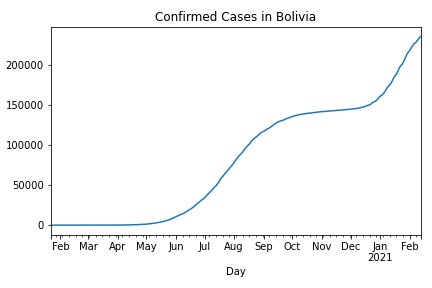 Confirmed Cases in Bolivia
200000
150000
100000
50000
0
Feb Mar Apr May Jun Jul Aug Sep Oct Nov Dec Jan Feb
2021
Day